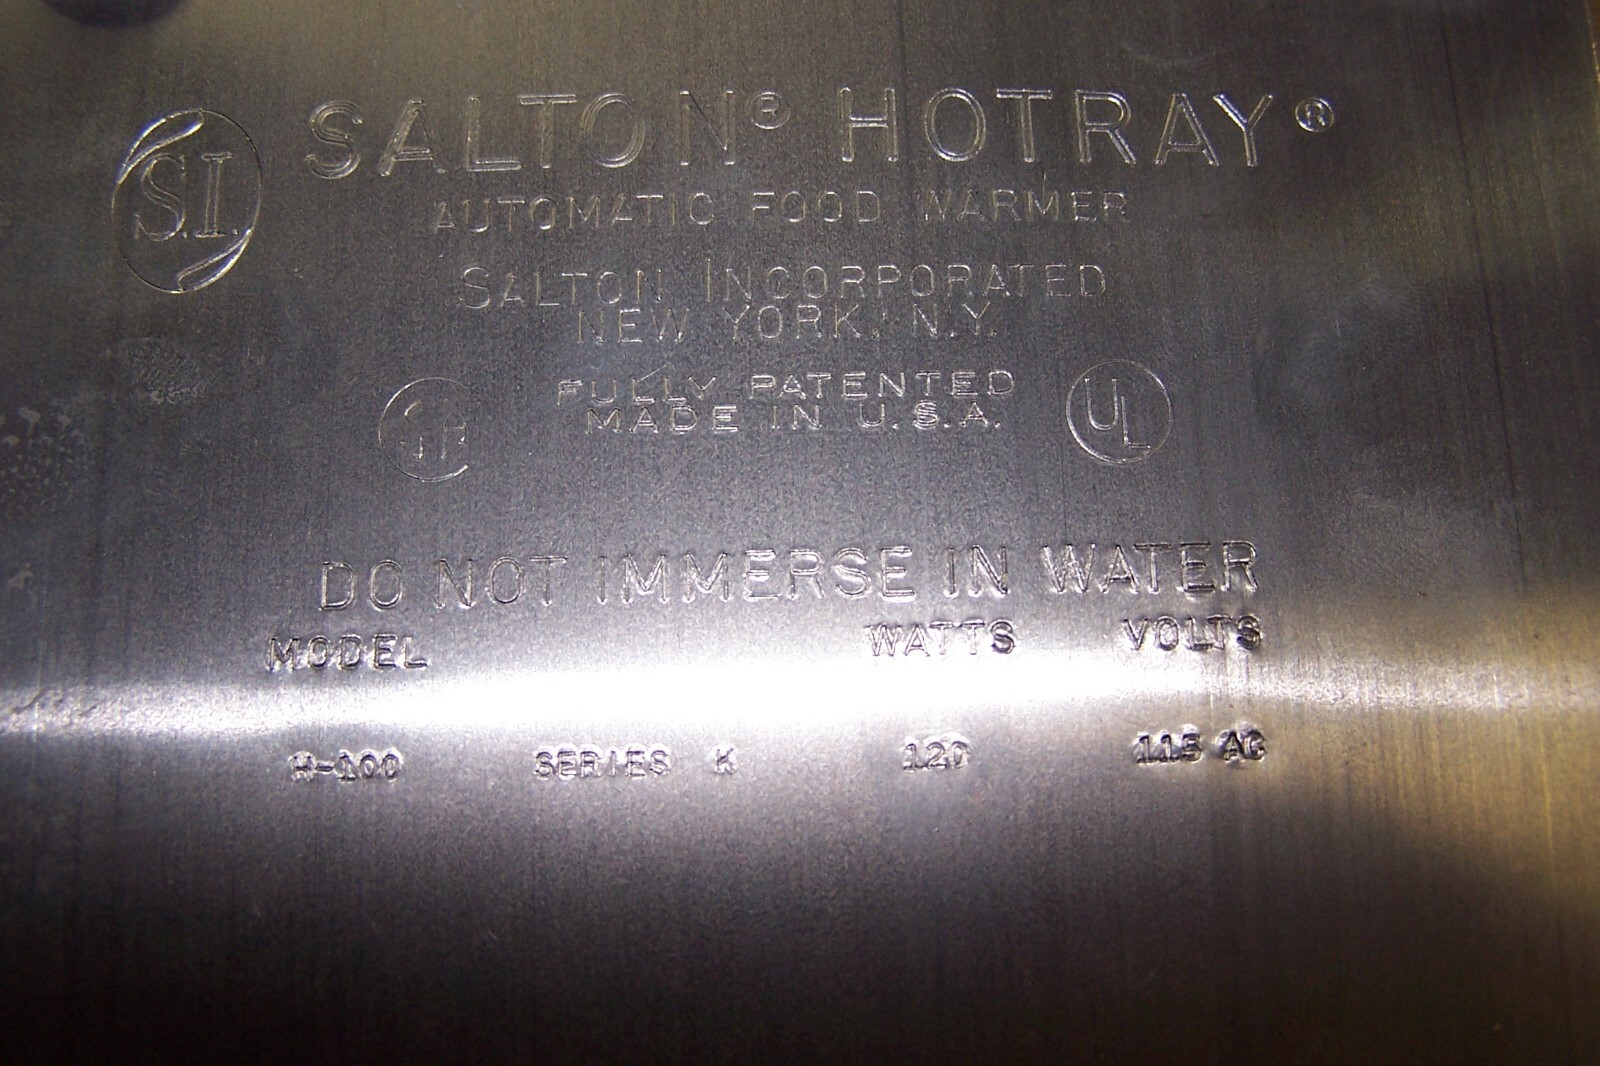 S.I. SALTON® HOTRAY®
AUTOMATIC FOOD WARMER
SALTON INCORPORATED
NEW YORK, N.Y.
FULLY PATENTED
MADE IN U.S.A.
UL
DO NOT IMMERSE IN WATER
MODEL WATTS VOLTS
H-100 SERIES K 120 115 AC